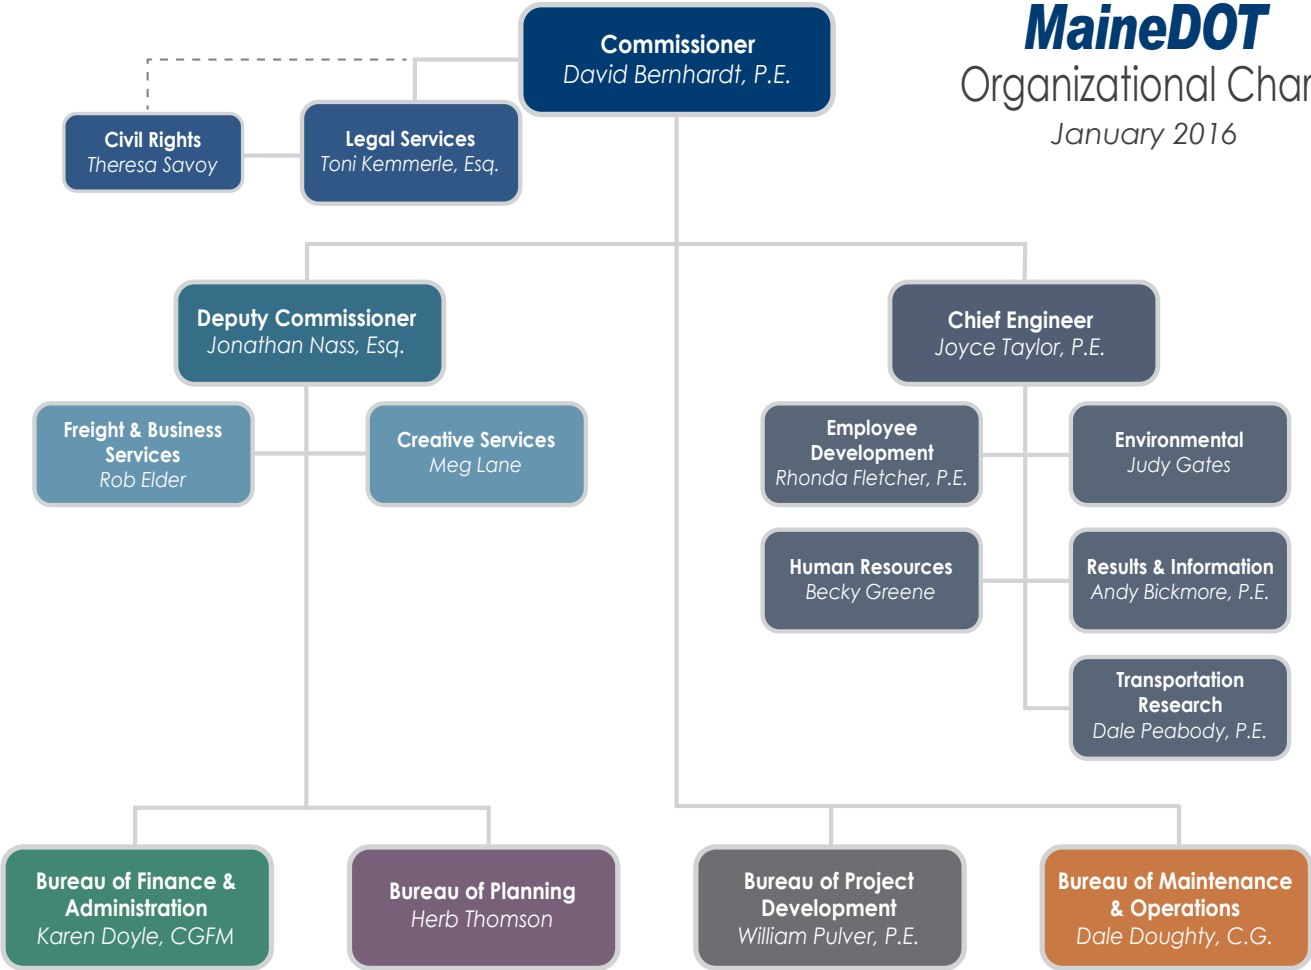 MaineDOT
Organizational Char
January 2016
Commissioner
David Bernhardt, P.E.
Civil Rights
Theresa Savoy
Legal Services
Toni Kemmerle, Esq.
Deputy Commissioner
Jonathan Nass, Esq.
Chief Engineer
Joyce Taylor, P.E.
Freight & Business
Services
Rob Elder
Creative Services
Meg Lane
Employee
Development
Rhonda Fletcher, P.E.
Environmental
Judy Gates
Human Resources
Becky Greene
Results & Information
Andy Bickmore, P.E.
Transportation
Research
Dale Peabody, P.E.
Bureau of Finance &
Administration
Karen Doyle, CGFM
Bureau of Planning
Herb Thomson
Bureau of Project
Development
William Pulver, P.E.
Bureau of Maintenance
& Operations
Dale Doughty, C.G.